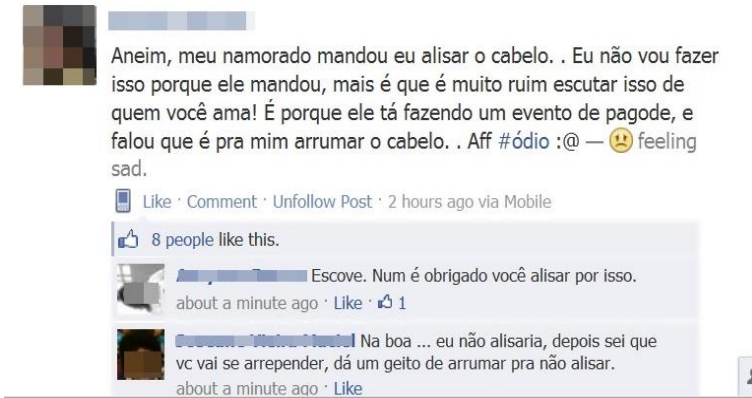 Aneim, meu namorado mandou eu alisar o cabelo. . Eu não vou fazer
isso porque ele mandou, mais é que é muito ruim escutar isso de
quem você ama! É porque ele tá fazendo um evento de pagode, e
falou que é pra mim arrumar o cabelo. . Aff #ódio :@ — feeling
sad.
Like · Comment · Unfollow Post · 2 hours ago via Mobile
8 people like this.
Escove. Num é obrigado você alisar por isso.
about a minute ago · Like · 1
Na boa ... eu não alisaria, depois sei que
vc vai se arrepender, dá um geito de arrumar pra não alisar.
about a minute ago · Like